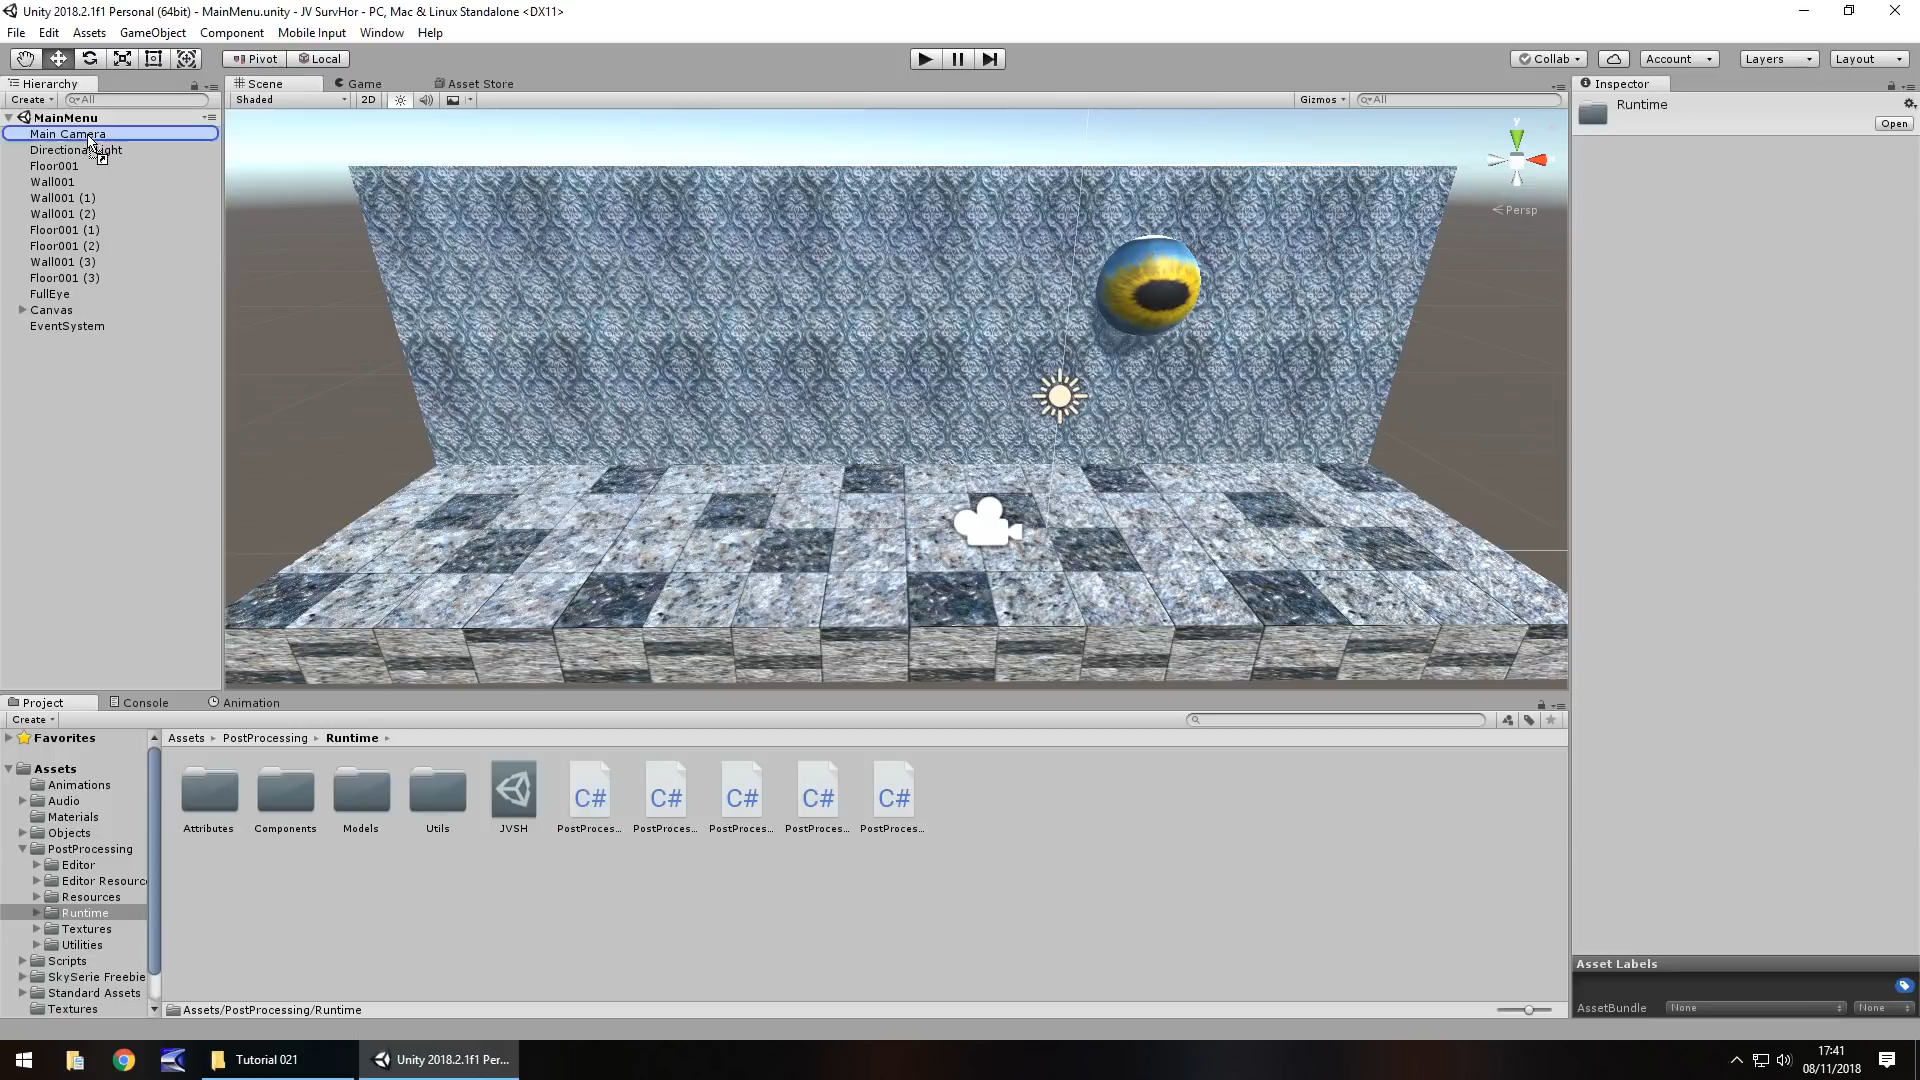 Unity 2018.2.1f1 Personal (64bit) - MainMenu.unity - JV SurvHor - PC, Mac & Linux Standalone <DX11>
File Edit Assets GameObject Component Mobile Input Window Help
Pivot Local Collab Account Layers Layout
Hierarchy Scene Game Asset Store Inspector
Create All Shaded 2D Gizmos All Runtime
Open
MainMenu
Main Camera
Directional Light
Floor001
Wall001
Wall001 (1)
Wall001 (2)
Floor001 (1)
Floor001 (2)
Wall001 (3)
Floor001 (3)
FullEye
Canvas
EventSystem
y
Persp
Project Console Animation
Create
Favorites
Assets
Animations
Audio
Materials
Objects
PostProcessing
Editor
Editor Resourc
Resources
Runtime
Textures
Utilities
Scripts
SkySerie Freebie
Standard Assets
Textures
Assets PostProcessing Runtime
C# C# C# C# C#
Attributes Components Models Utils JVSH PostProces... PostProces... PostProces... PostProces... PostProces...
Assets/PostProcessing/Runtime
Asset Labels
AssetBundle None None
Tutorial 021 Unity 2018.2.1f1 Per... 17:41
08/11/2018